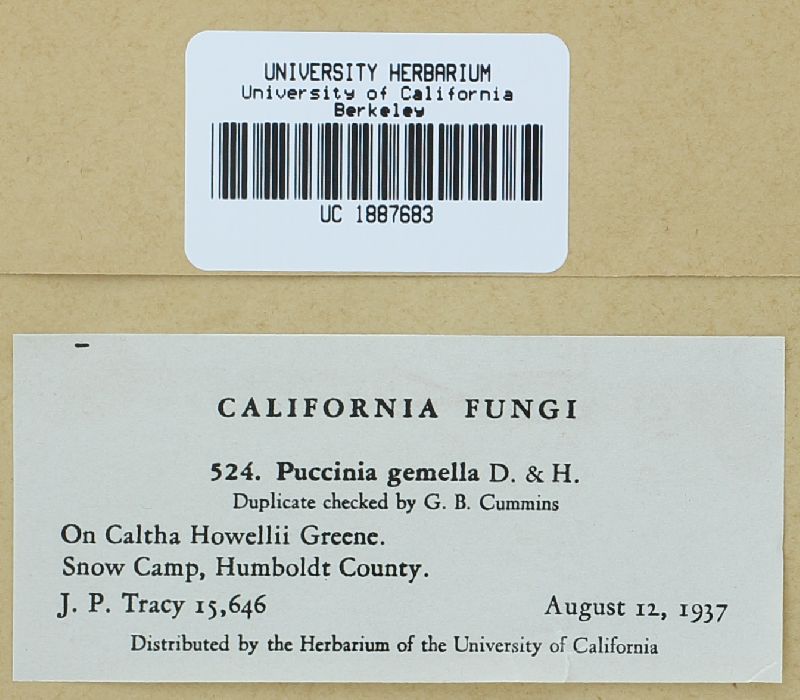 UNIVERSITY HERBARIUM
University of California
Berkeley
UC 1887683
CALIFORNIA FUNGI
524. Puccinia gemella D. & H.
Duplicate checked by G. B. Cummins
On Caltha Howellii Greene.
Snow Camp, Humboldt County.
J. P. Tracy 15,646 August 12, 1937
Distributed by the Herbarium of the University of California